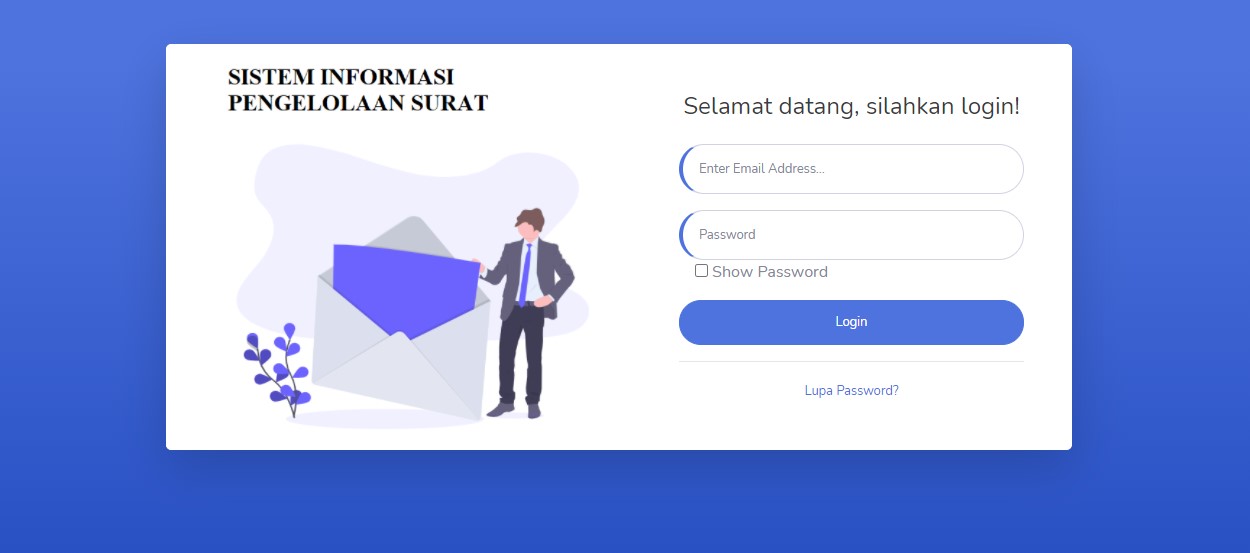 SISTEM INFORMASI
PENGELOLAAN SURAT
Selamat datang, silahkan login!
Enter Email Address...
Password
Show Password
Login
Lupa Password?